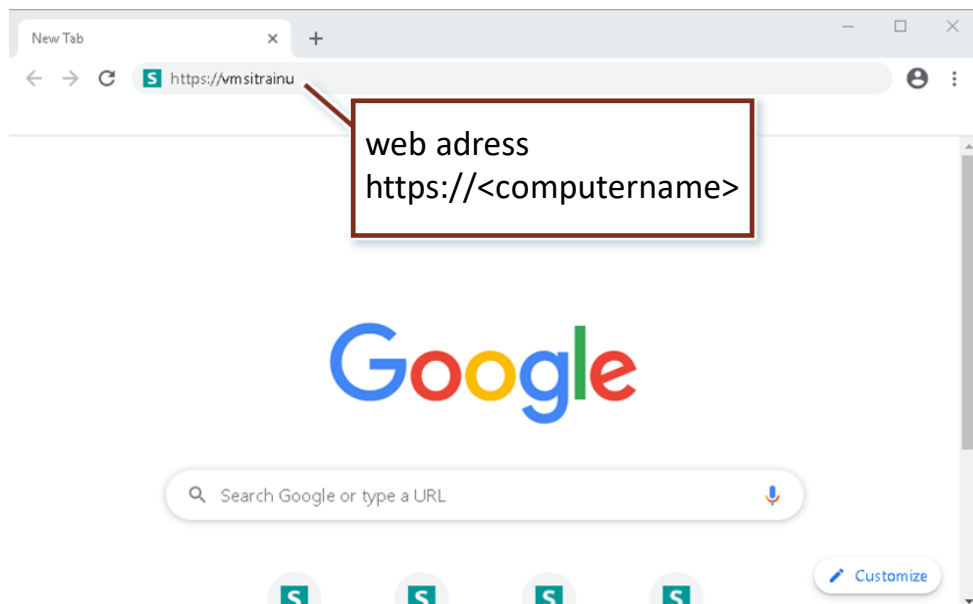 New Tab
S https://vmsitrainu
web adress
https://<computername>
Google
Search Google or type a URL
S S S S
Customize